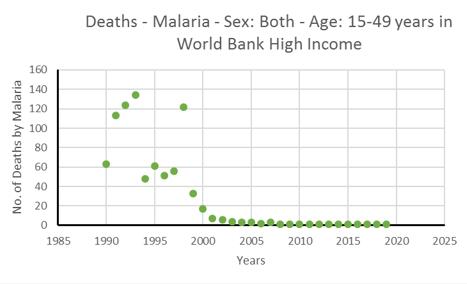 Deaths - Malaria - Sex: Both - Age: 15-49 years in
World Bank High Income
160
140
120
100
80
60
40
20
0
No. of Deaths by Malaria
1985 1990 1995 2000 2005 2010 2015 2020 2025
Years